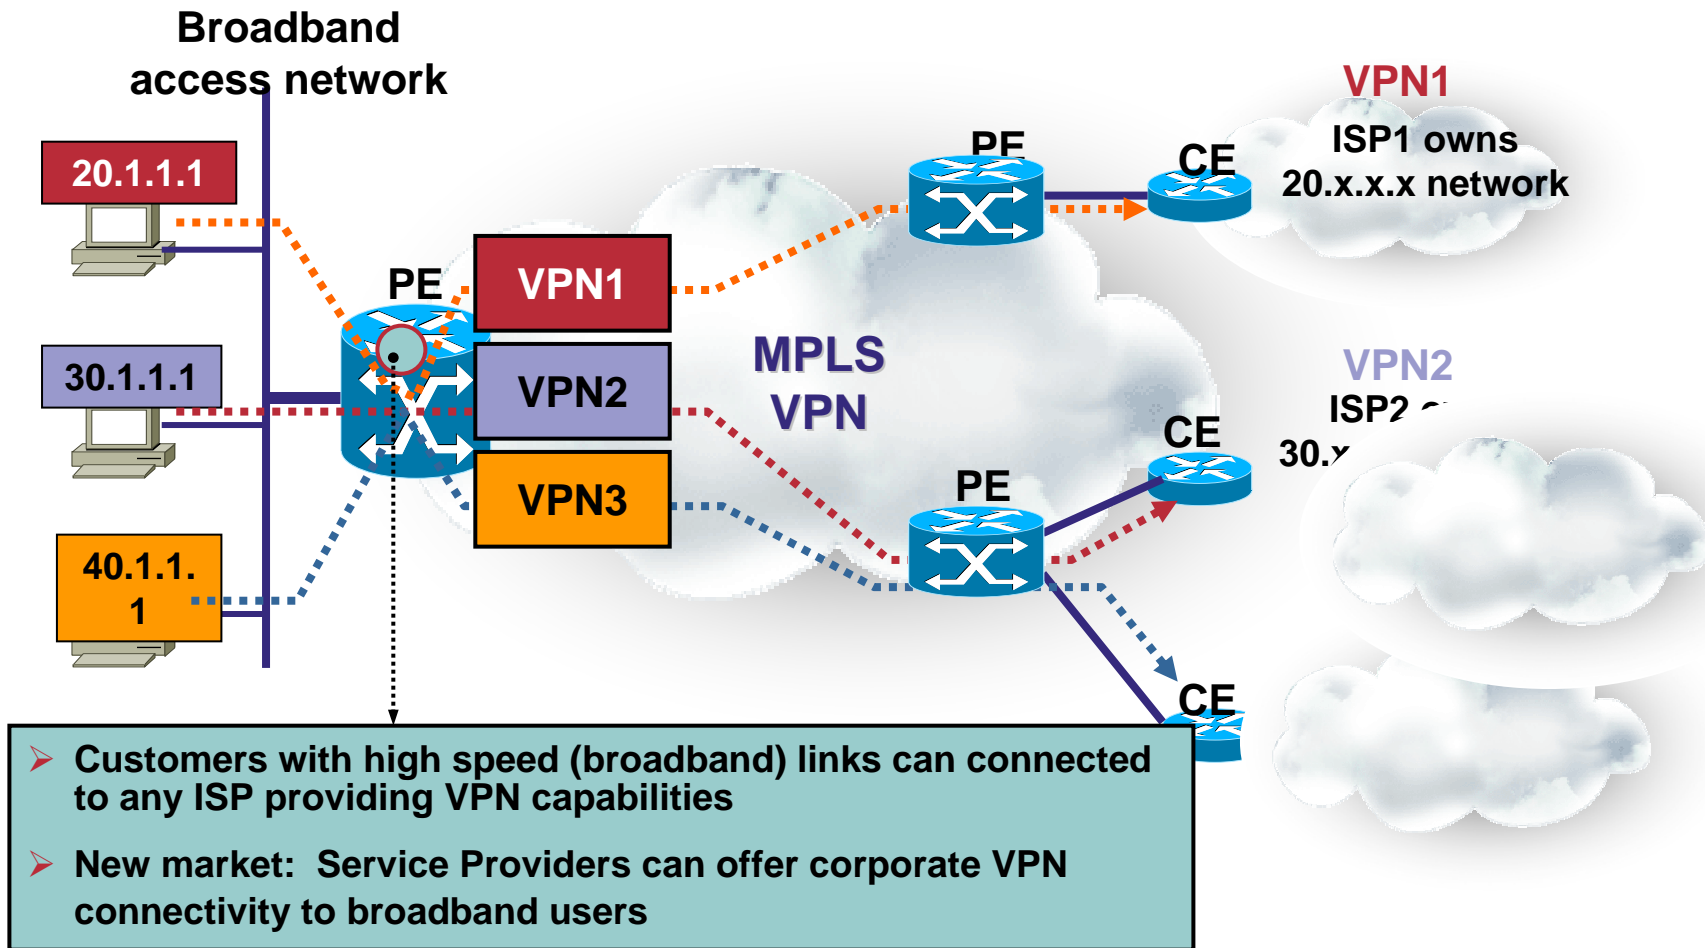 Broadband
access network
20.1.1.1
30.1.1.1
40.1.1.
1
PE
VPN1
VPN2
VPN3
MPLS
VPN
PE
CE
VPN1
ISP1 owns
20.x.x.x network
VPN2
ISP2
30.x
CE
PE
CE
Customers with high speed (broadband) links can connected
to any ISP providing VPN capabilities
New market: Service Providers can offer corporate VPN
connectivity to broadband users